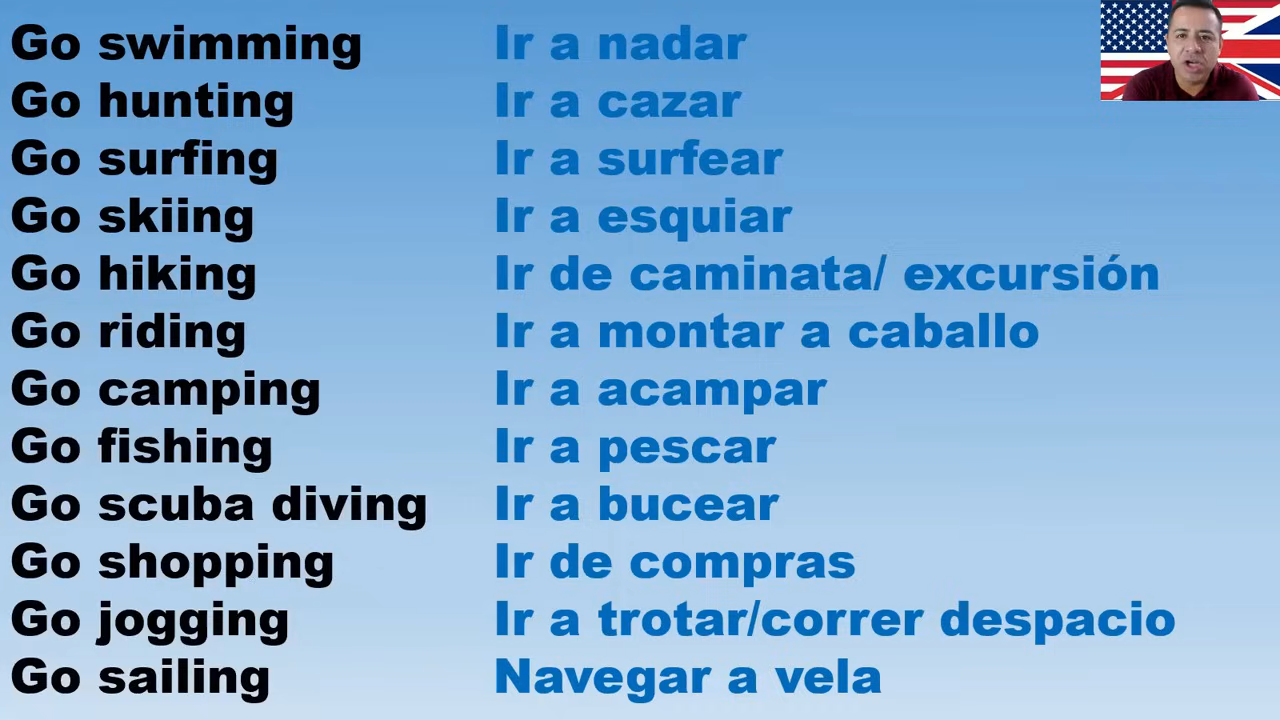 Go swimming Ir a nadar
Go hunting Ir a cazar
Go surfing Ir a surfear
Go skiing Ir a esquiar
Go hiking Ir de caminata/ excursión
Go riding Ir a montar a caballo
Go camping Ir a acampar
Go fishing Ir a pescar
Go scuba diving Ir a bucear
Go shopping Ir de compras
Go jogging Ir a trotar/correr despacio
Go sailing Navegar a vela